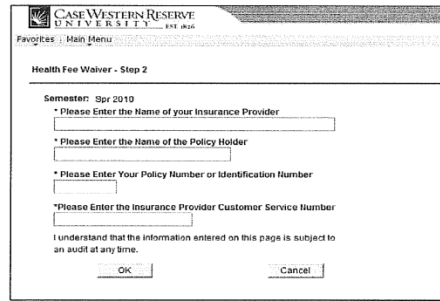 CASE WESTERN RESERVE
UNIVERSITY EST. 1826
Favorites Main Menu
Health Fee Waiver - Step 2
Semester: Spr 2010
* Please Enter the Name of your Insurance Provider
* Please Enter the Name of the Policy Holder
* Please Enter Your Policy Number or Identification Number
*Please Enter the Insurance Provider Customer Service Number
I understand that the information entered on this page is subject to
an audit at any time.
OK Cancel